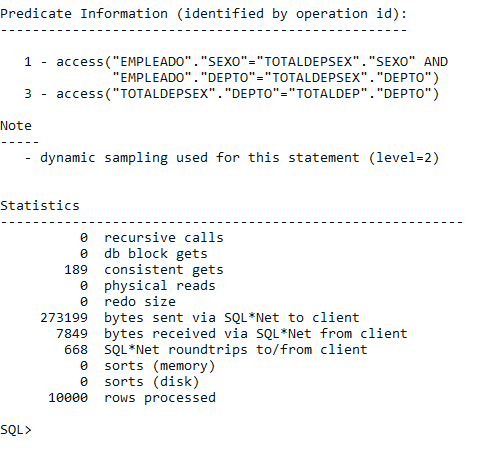 Predicate Information (identified by operation id):
---------------------------------------------------
1 - access("EMPLEADO"."SEXO"="TOTALDEPSEX"."SEXO" AND
"EMPLEADO"."DEPTO"="TOTALDEPSEX"."DEPTO")
3 - access("TOTALDEPSEX"."DEPTO"="TOTALDEP"."DEPTO")
Note
-----
- dynamic sampling used for this statement (level=2)
Statistics
----------------------------------------------------------
0 recursive calls
0 db block gets
189 consistent gets
0 physical reads
0 redo size
273199 bytes sent via SQL*Net to client
7849 bytes received via SQL*Net from client
668 SQL*Net roundtrips to/from client
0 sorts (memory)
0 sorts (disk)
10000 rows processed
SQL>